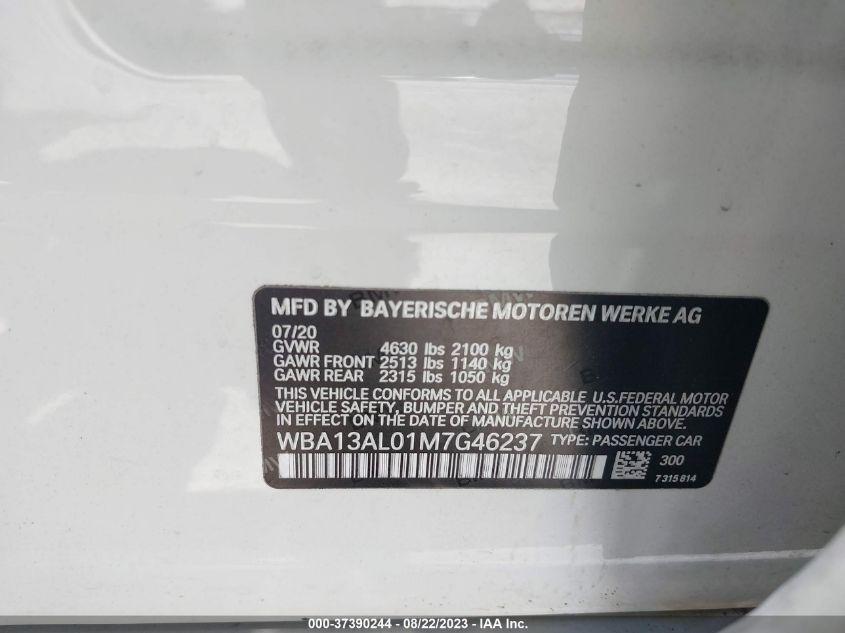 MFD BY BAYERISCHE MOTOREN WERKE AG
07/20
GVWR 4630 lbs 2100 kg
GAWR FRONT 2513 lbs 1140 kg
GAWR REAR 2315 lbs 1050 kg
THIS VEHICLE CONFORMS TO ALL APPLICABLE U.S.FEDERAL MOTOR
VEHICLE SAFETY, BUMPER AND THEFT PREVENTION STANDARDS
IN EFFECT ON THE DATE OF MANUFACTURE SHOWN ABOVE.
WBA13AL01M7G46237 TYPE: PASSENGER CAR
300
7315814
000-37390244 - 08/22/2023 - IAA Inc.